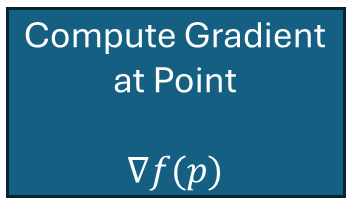 Compute Gradient
at Point
∇f(p)